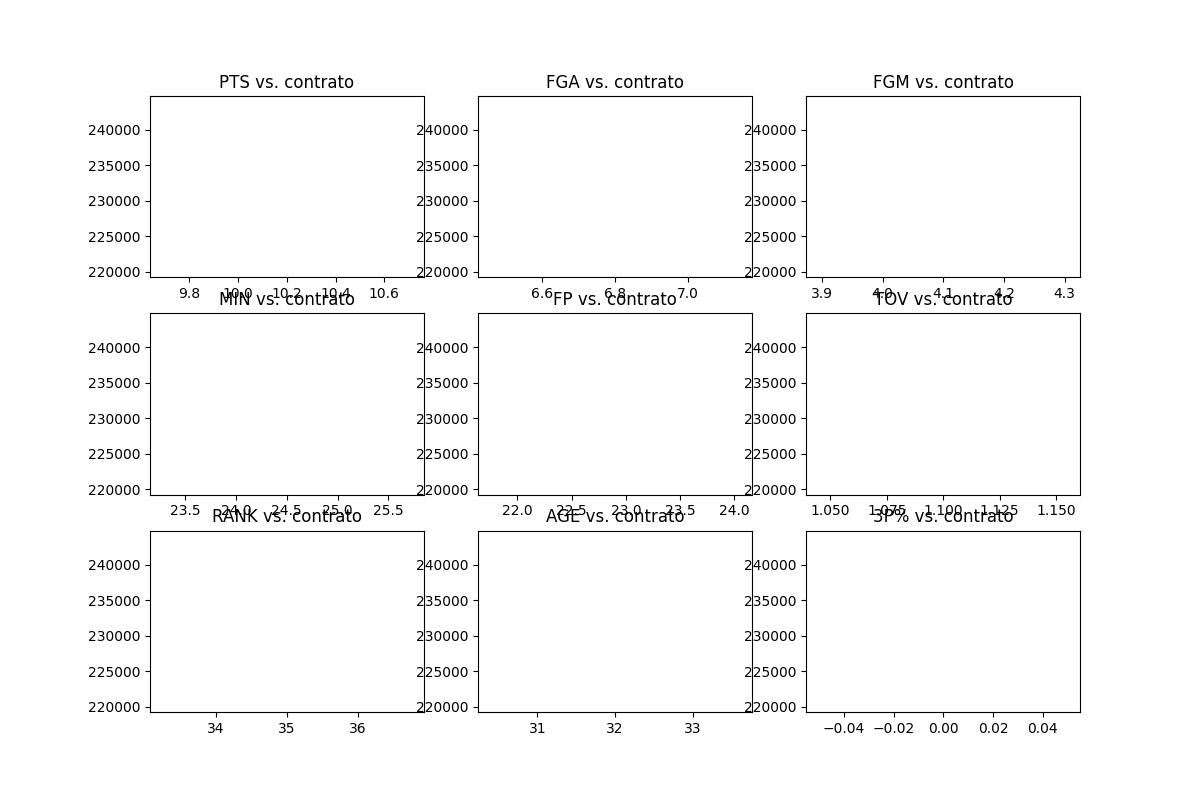 PTS vs. contrato
FGA vs. contrato
FGM vs. contrato
240000
235000
230000
225000
220000
240000
235000
230000
225000
220000
240000
235000
230000
225000
220000
9.8 10.0 10.2 10.4 10.6
6.6 6.8 7.0
3.9 4.0 4.1 4.2 4.3
MIN vs. contrato
FP vs. contrato
TOV vs. contrato
240000
235000
230000
225000
220000
240000
235000
230000
225000
220000
240000
235000
230000
225000
220000
23.5 24.0 24.5 25.0 25.5
22.0 22.5 23.0 23.5 24.0
1.050 1.075 1.100 1.125 1.150
RANK vs. contrato
AGE vs. contrato
3P% vs. contrato
240000
235000
230000
225000
220000
240000
235000
230000
225000
220000
240000
235000
230000
225000
220000
34 35 36
31 32 33
−0.04 −0.02 0.00 0.02 0.04